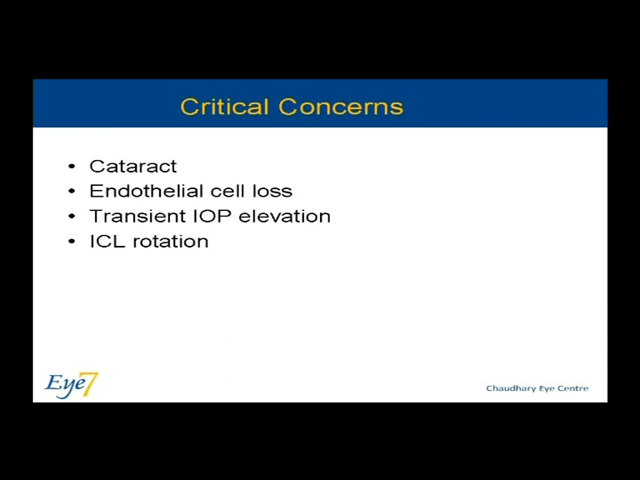 Critical Concerns
• Cataract
• Endothelial cell loss
• Transient IOP elevation
• ICL rotation
Eye7
Chaudhary Eye Centre